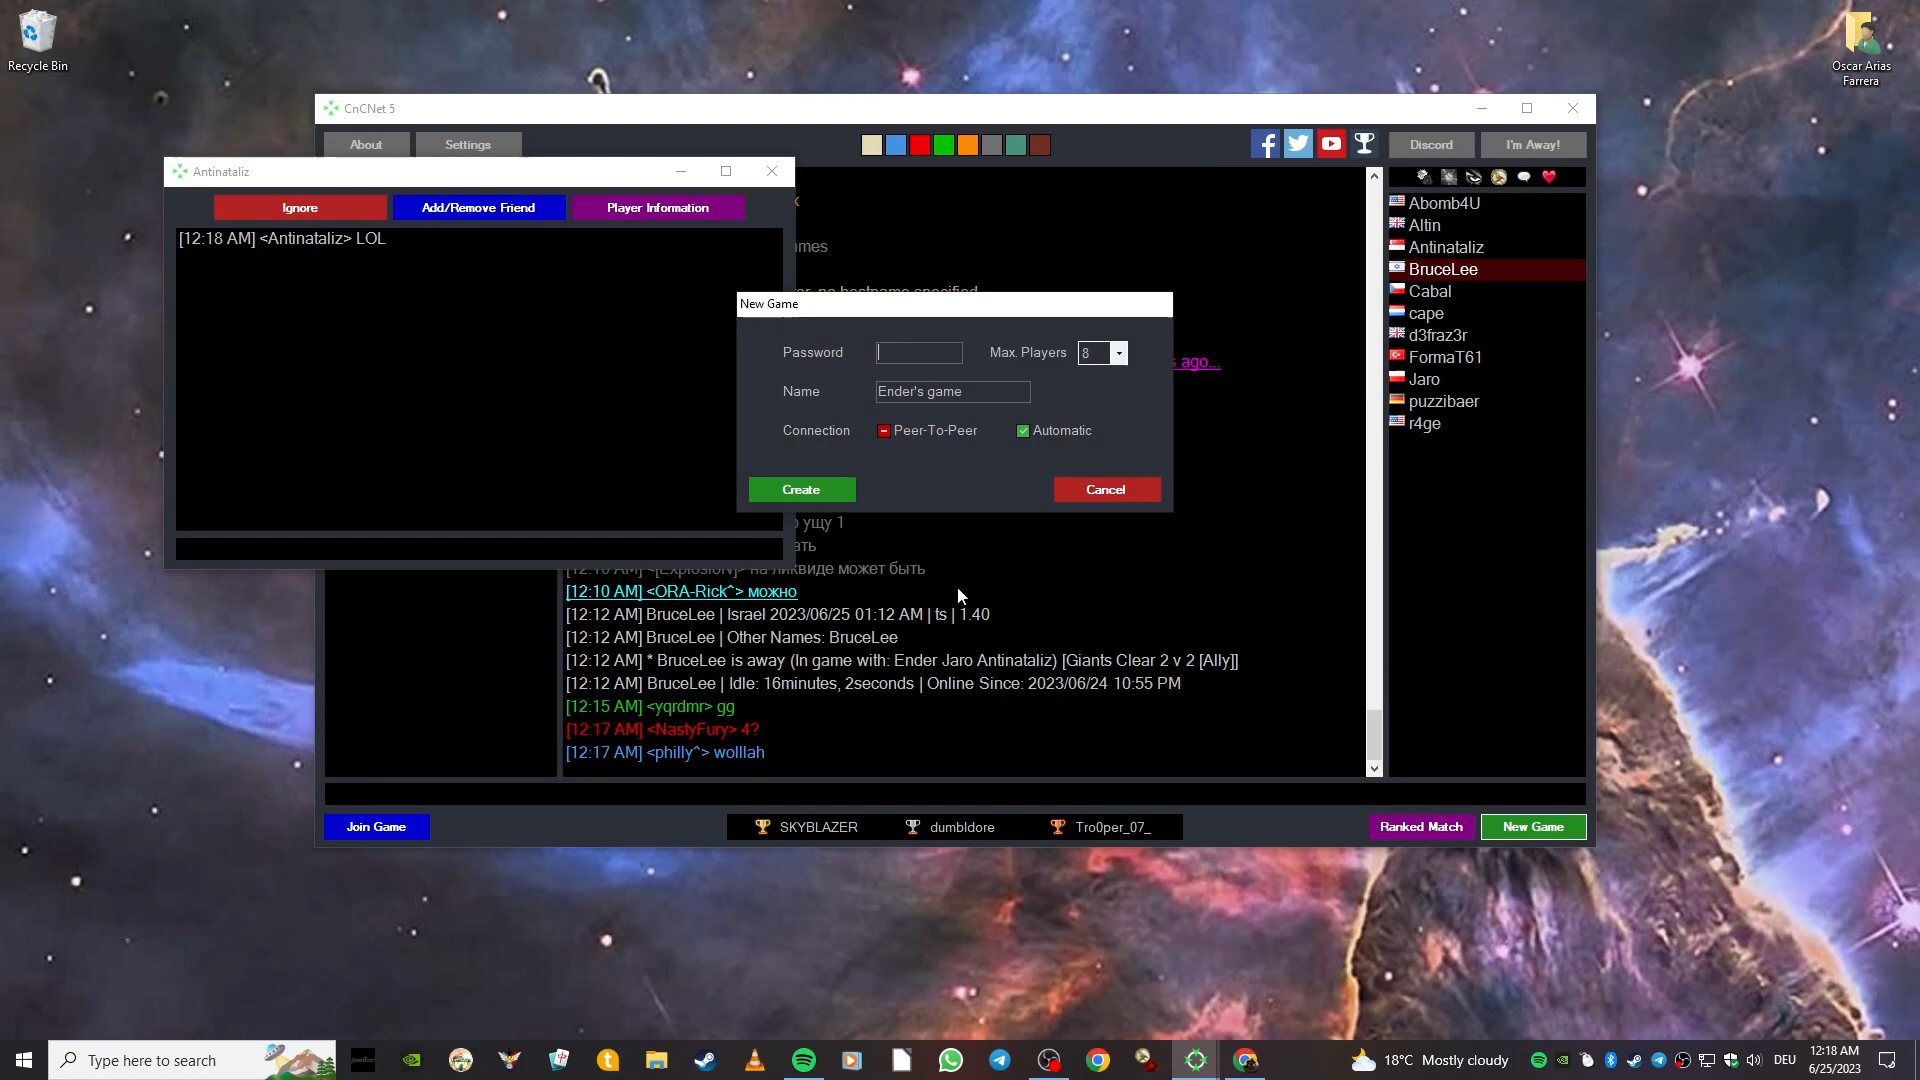 Recycle Bin
Oscar Arias
Farrera
CnCNet 5
About
Settings
Discord
I'm Away!
Antinataliz
Ignore
Add/Remove Friend
Player Information
[12:18 AM] <Antinataliz> LOL
Abomb4U
Altin
Antinataliz
BruceLee
Cabal
cape
d3fraz3r
FormaT61
Jaro
puzzibaer
r4ge
New Game
Password
Max. Players
8
Name
Ender's game
Connection
Peer-To-Peer
Automatic
Create
Cancel
ago...
ущу 1
на ликвиде может быть
[12:10 AM] <ORA-Rick^> можно
[12:12 AM] BruceLee | Israel 2023/06/25 01:12 AM | ts | 1.40
[12:12 AM] BruceLee | Other Names: BruceLee
[12:12 AM] * BruceLee is away (In game with: Ender Jaro Antinataliz) [Giants Clear 2 v 2 [Ally]]
[12:12 AM] BruceLee | Idle: 16minutes, 2seconds | Online Since: 2023/06/24 10:55 PM
[12:15 AM] <yqrdmr> gg
[12:17 AM] <NastyFury> 4?
[12:17 AM] <philly^> wolllah
Join Game
SKYBLAZER
dumbldore
Tro0per_07_
Ranked Match
New Game
Type here to search
18°C Mostly cloudy
DEU
12:18 AM
6/25/2023